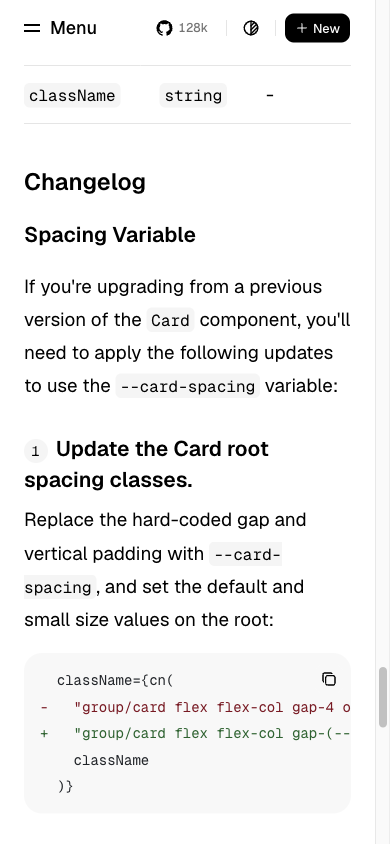 Menu 128k + New
className string -
Changelog
Spacing Variable
If you're upgrading from a previous
version of the Card component, you'll
need to apply the following updates
to use the --card-spacing variable:
1 Update the Card root
spacing classes.
Replace the hard-coded gap and
vertical padding with --card-
spacing, and set the default and
small size values on the root:
className={cn(
- "group/card flex flex-col gap-4 o
+ "group/card flex flex-col gap-(--
className
)}